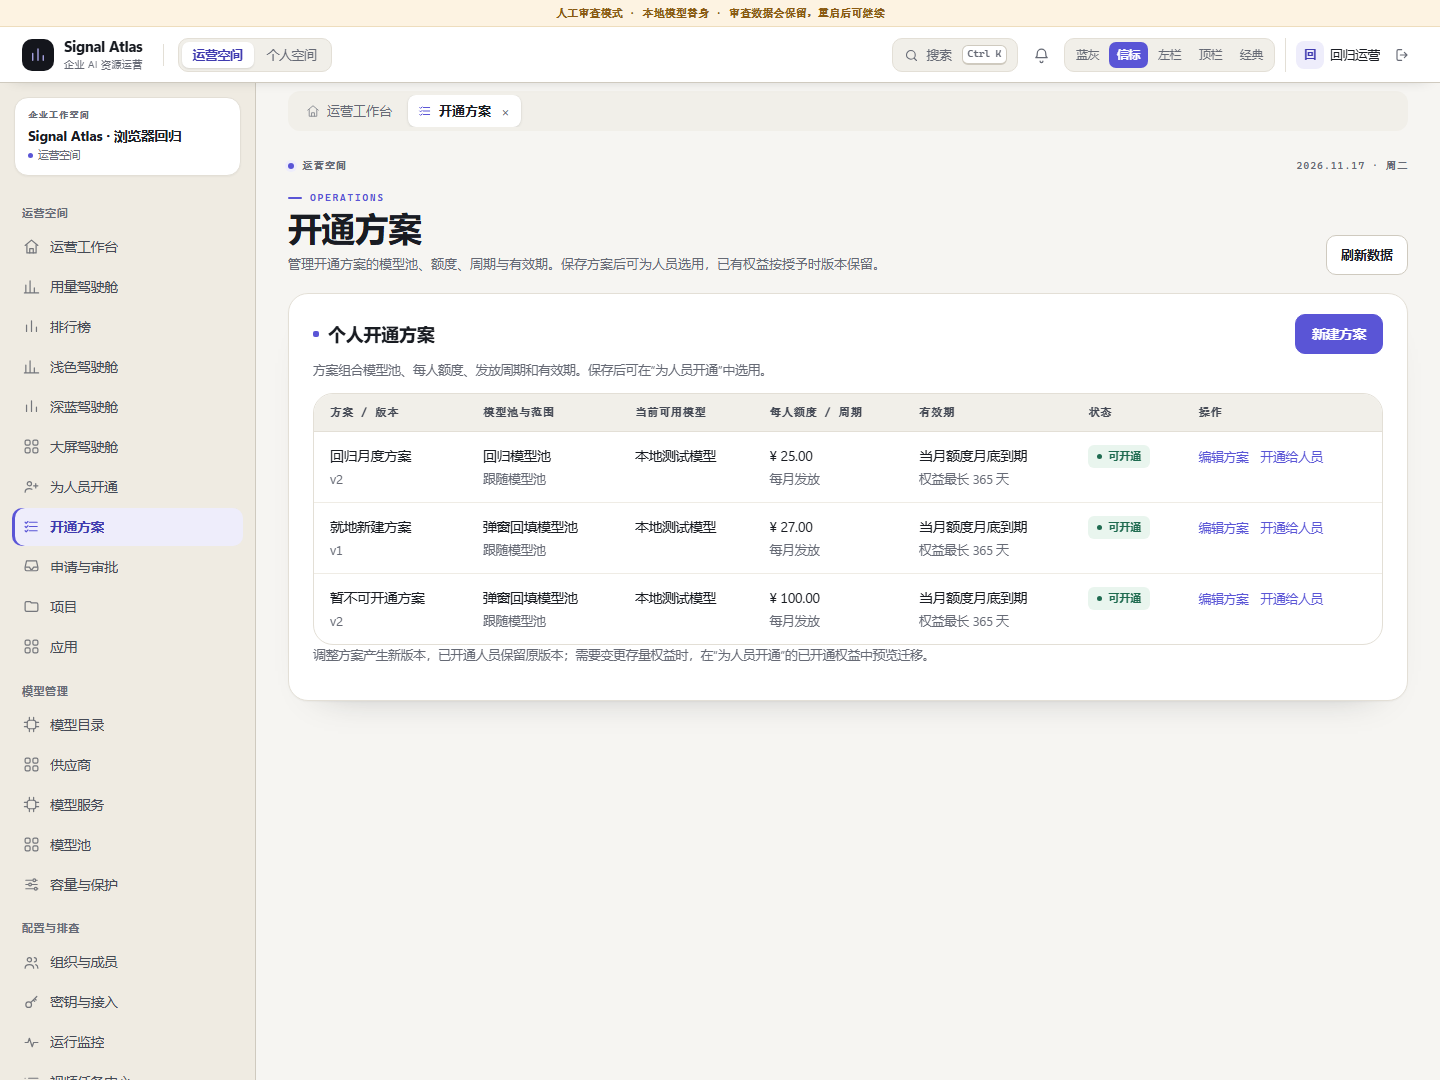 人工审查模式 · 本地模型替身 · 审查数据会保留，重启后可继续
Signal Atlas
企业 AI 资源运营
运营空间 个人空间
搜索 Ctrl K
蓝灰 信标 左栏 顶栏 经典
回 回归运营
企业工作空间
Signal Atlas · 浏览器回归
运营空间
运营空间
运营工作台
用量驾驶舱
排行榜
浅色驾驶舱
深蓝驾驶舱
大屏驾驶舱
为人员开通
开通方案
申请与审批
项目
应用
模型管理
模型目录
供应商
模型服务
模型池
容量与保护
配置与排查
组织与成员
密钥与接入
运行监控
运营工作台 开通方案 ×
运营空间
2026.11.17 · 周二
OPERATIONS
开通方案
管理开通方案的模型池、额度、周期与有效期。保存方案后可为人员选用，已有权益按授予时版本保留。
刷新数据
个人开通方案
新建方案
方案组合模型池、每人额度、发放周期和有效期。保存后可在“为人员开通”中选用。
方案 / 版本 模型池与范围 当前可用模型 每人额度 / 周期 有效期 状态 操作
回归月度方案 回归模型池 本地测试模型 ¥ 25.00 当月额度月底到期 可开通 编辑方案 开通给人员
v2 跟随模型池 每月发放 权益最长 365 天
就地新建方案 弹窗回填模型池 本地测试模型 ¥ 27.00 当月额度月底到期 可开通 编辑方案 开通给人员
v1 跟随模型池 每月发放 权益最长 365 天
暂不可开通方案 弹窗回填模型池 本地测试模型 ¥ 100.00 当月额度月底到期 可开通 编辑方案 开通给人员
v2 跟随模型池 每月发放 权益最长 365 天
调整方案产生新版本，已开通人员保留原版本；需要变更存量权益时，在“为人员开通”的已开通权益中预览迁移。